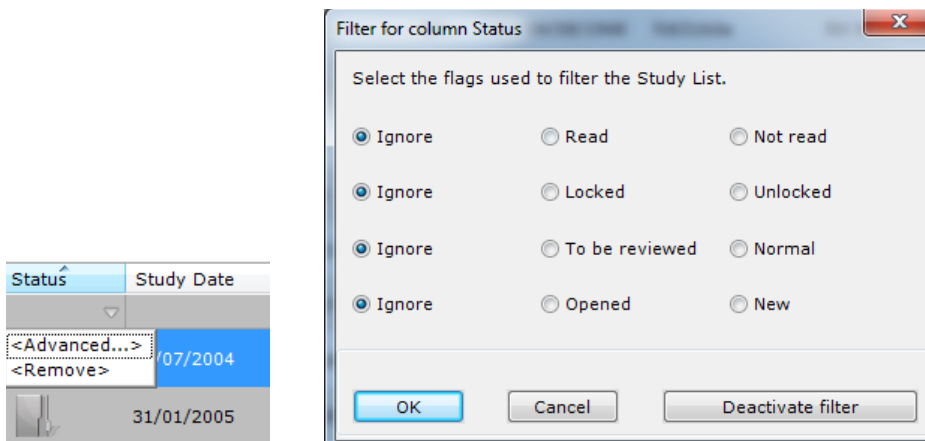 Filter for column Status
Select the flags used to filter the Study List.
Ignore Read Not read
Ignore Locked Unlocked
Ignore To be reviewed Normal
Ignore Opened New
OK Cancel Deactivate filter
Status Study Date
<Advanced...> /07/2004
<Remove>
31/01/2005